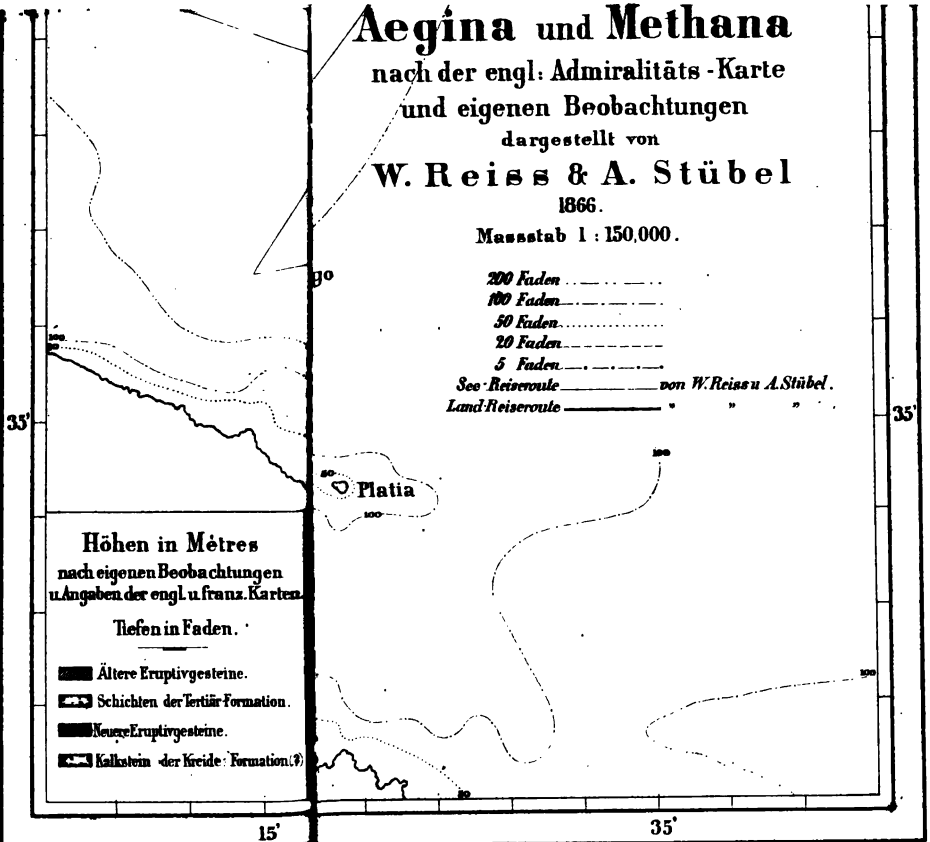 Aegina und Methana
nach der engl: Admiralitäts-Karte
und eigenen Beobachtungen
dargestellt von
W. Reiss & A. Stübel
1866.
Massstab 1 : 150,000.
go
200 Faden
100 Faden
50 Faden
20 Faden
5 Faden
See-Reiseroute von W. Reiss u A. Stübel.
Land-Reiseroute " " "
100
50
35'
35'
100
50
Platia
100
Höhen in Mètres
nach eigenen Beobachtungen
u. Angaben der engl. u. franz. Karten.
Tiefen in Faden.
Ältere Eruptivgesteine.
Schichten der Tertiär-Formation.
Neuere Eruptivgesteine.
Kalkstein der Kreide: Formation(?)
100
50
15'
35'